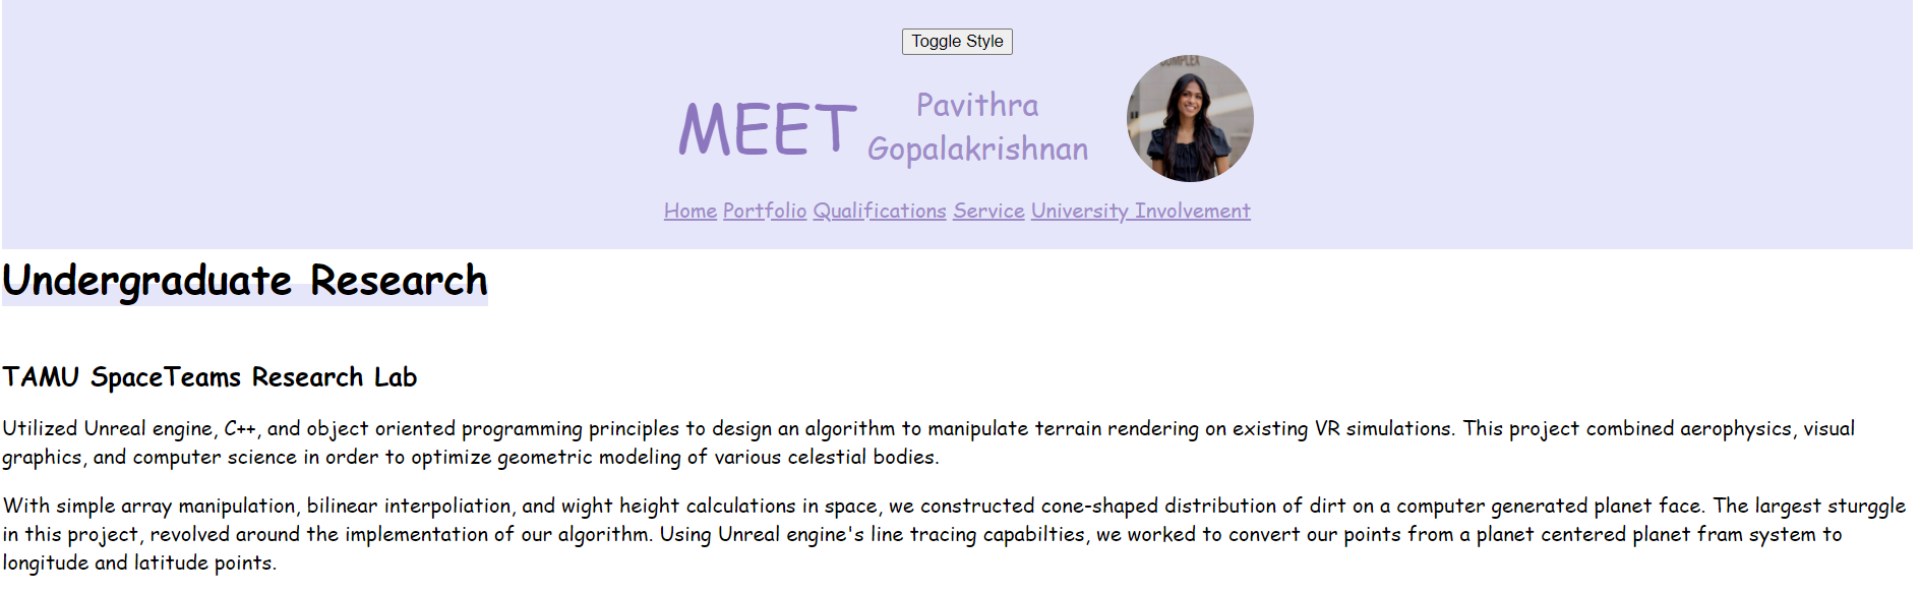 Toggle Style
COMPLEX
MEET
Pavithra
Gopalakrishnan
Home Portfolio Qualifications Service University Involvement
Undergraduate Research
TAMU SpaceTeams Research Lab
Utilized Unreal engine, C++, and object oriented programming principles to design an algorithm to manipulate terrain rendering on existing VR simulations. This project combined aerophysics, visual
graphics, and computer science in order to optimize geometric modeling of various celestial bodies.
With simple array manipulation, bilinear interpoliation, and wight height calculations in space, we constructed cone-shaped distribution of dirt on a computer generated planet face. The largest sturggle
in this project, revolved around the implementation of our algorithm. Using Unreal engine's line tracing capabilties, we worked to convert our points from a planet centered planet fram system to
longitude and latitude points.